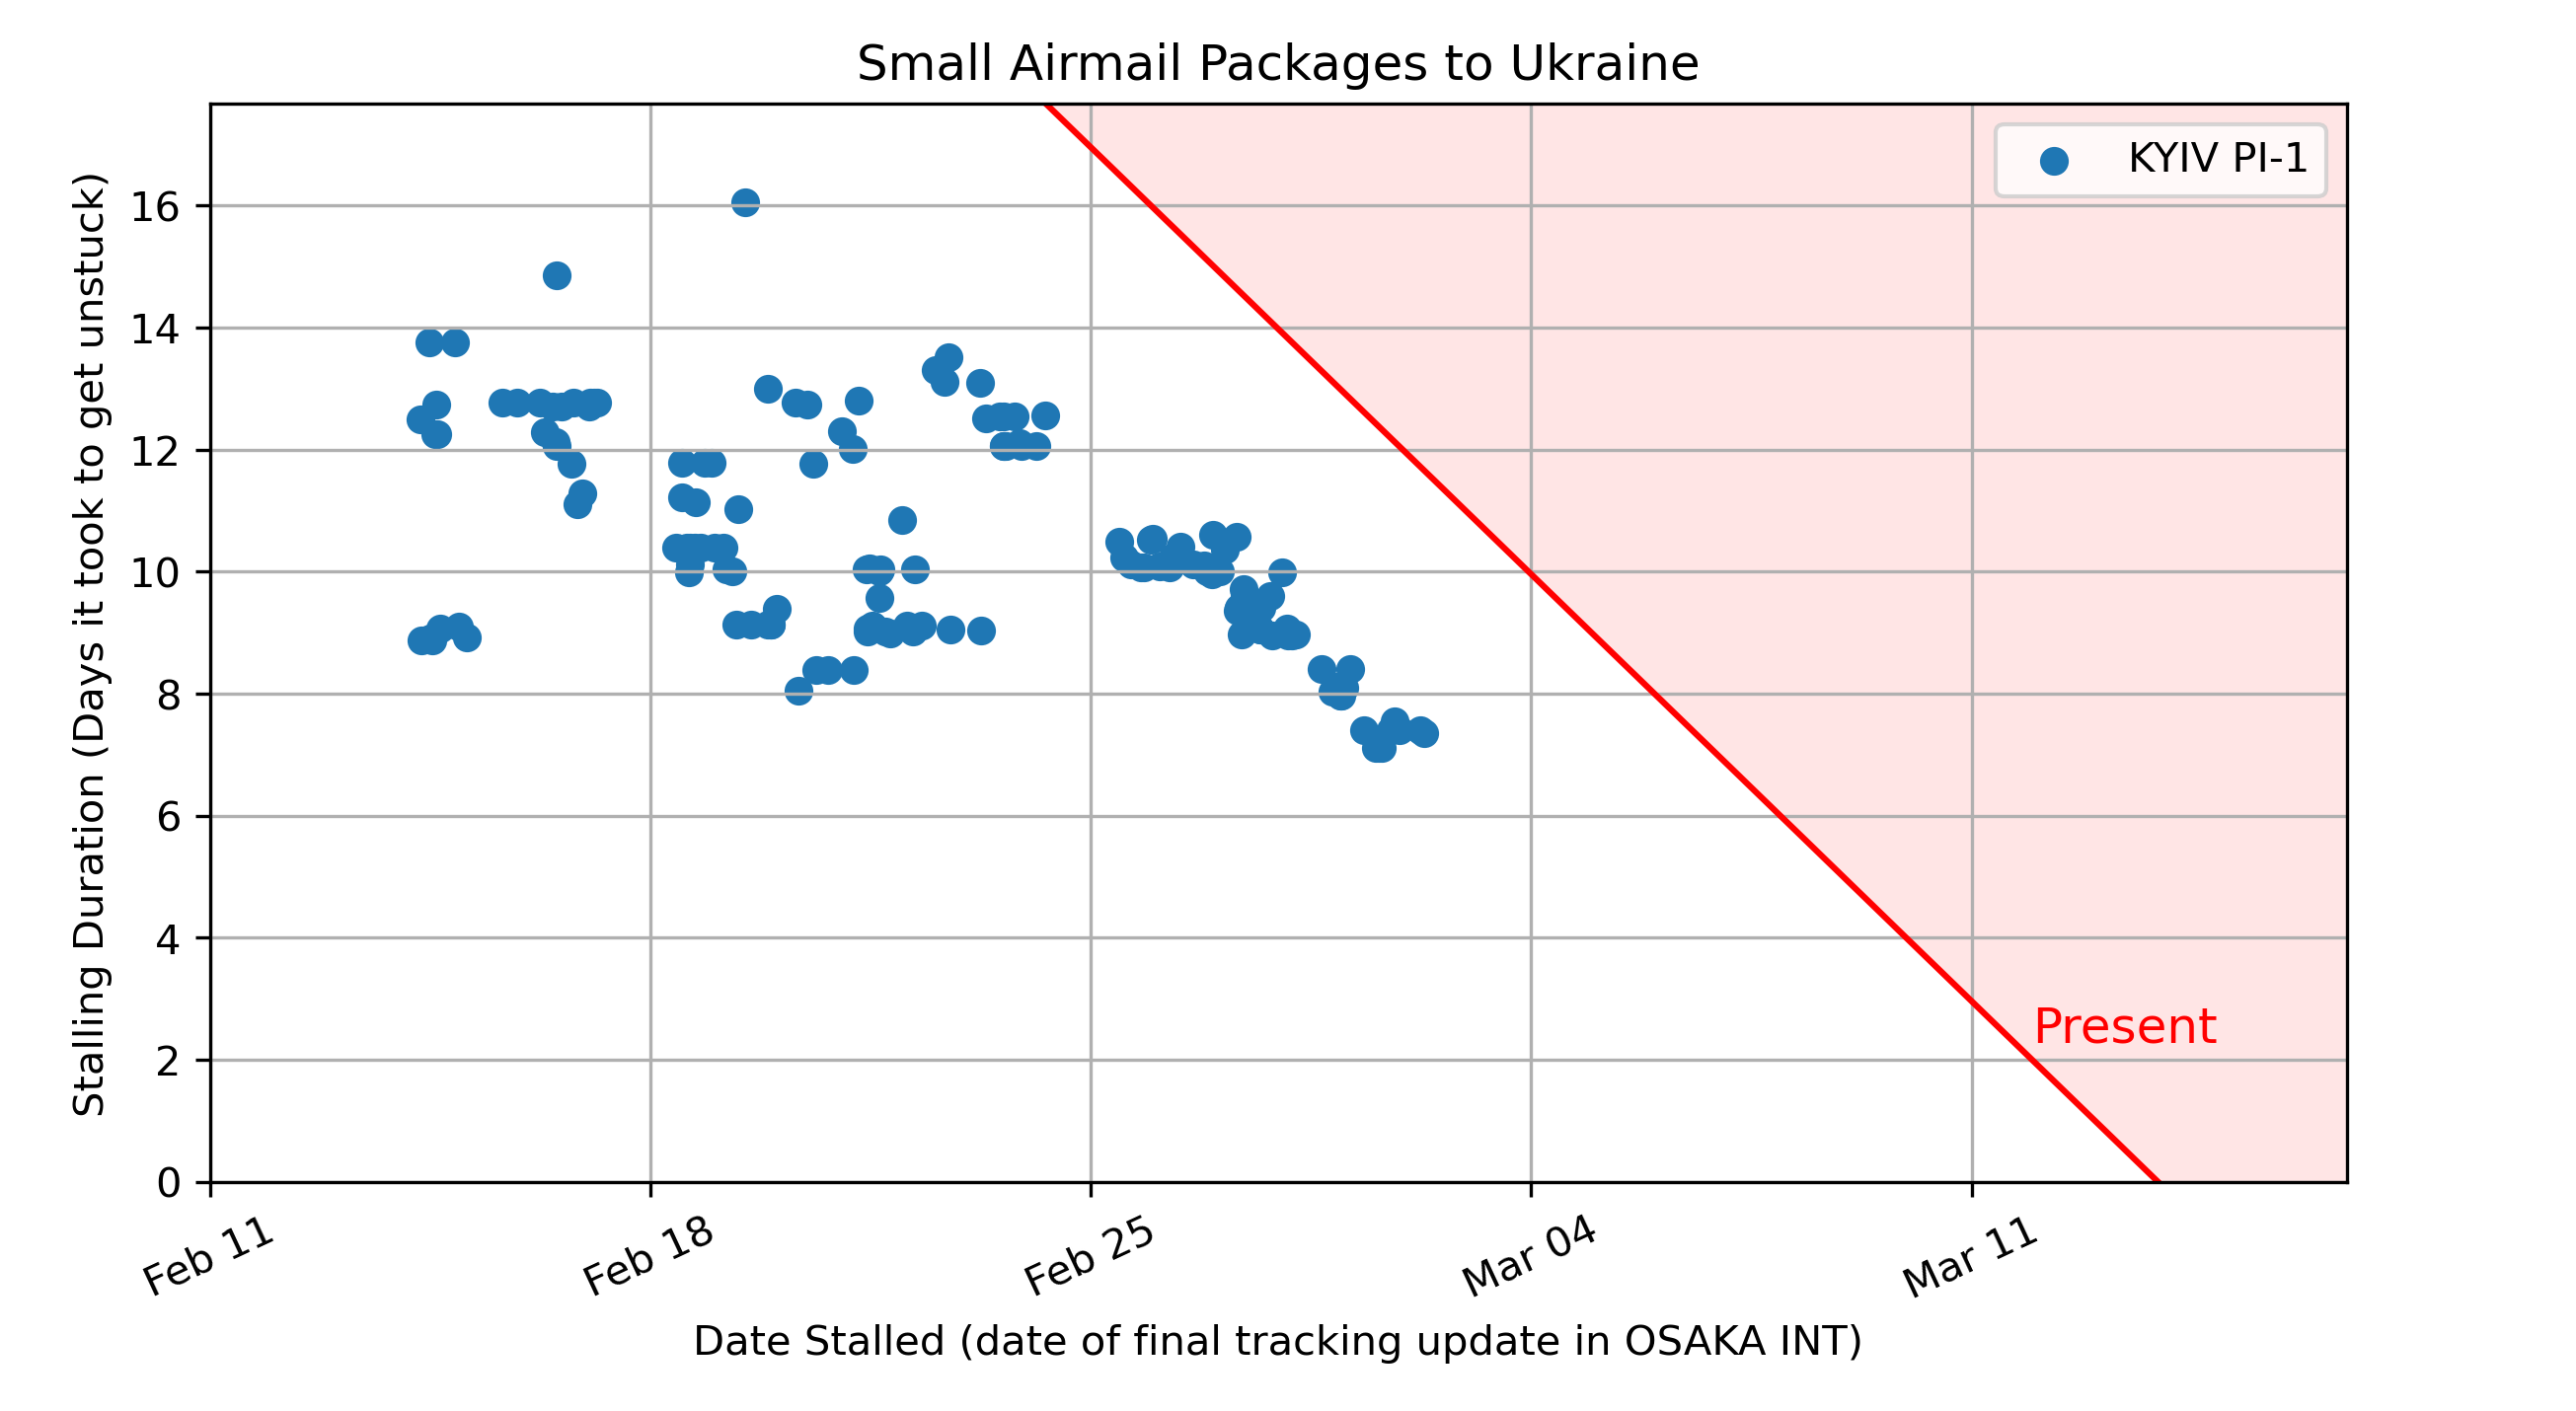 Small Airmail Packages to Ukraine
KYIV PI-1
Stalling Duration (Days it took to get unstuck)
16
14
12
10
8
6
4
2
0
Present
Feb 11
Feb 18
Feb 25
Mar 04
Mar 11
Date Stalled (date of final tracking update in OSAKA INT)